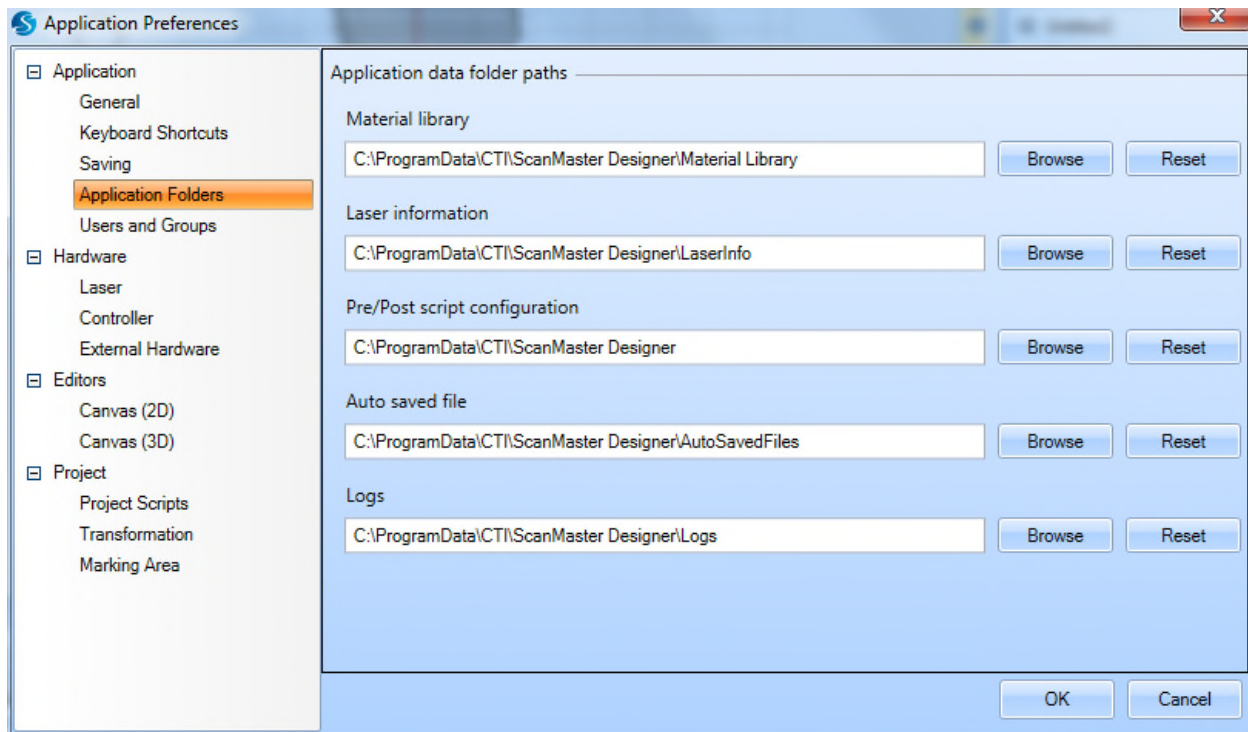 Application Preferences
Application
General
Keyboard Shortcuts
Saving
Application Folders
Users and Groups
Hardware
Laser
Controller
External Hardware
Editors
Canvas (2D)
Canvas (3D)
Project
Project Scripts
Transformation
Marking Area
Application data folder paths
Material library
C:\ProgramData\CTI\ScanMaster Designer\Material Library Browse Reset
Laser information
C:\ProgramData\CTI\ScanMaster Designer\LaserInfo Browse Reset
Pre/Post script configuration
C:\ProgramData\CTI\ScanMaster Designer Browse Reset
Auto saved file
C:\ProgramData\CTI\ScanMaster Designer\AutoSavedFiles Browse Reset
Logs
C:\ProgramData\CTI\ScanMaster Designer\Logs Browse Reset
OK Cancel